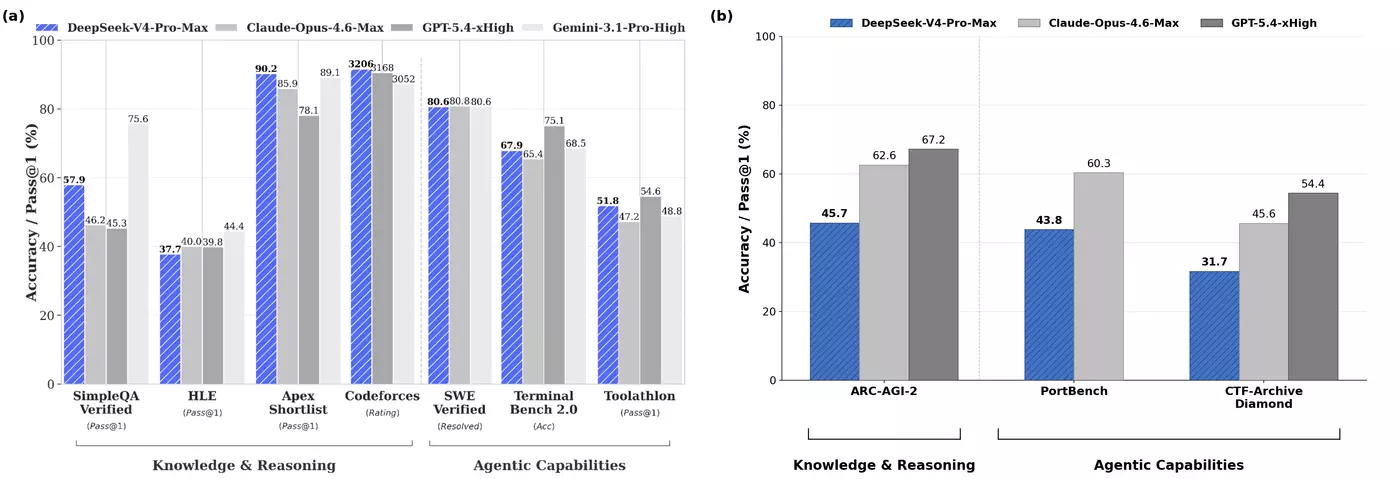 (a)
DeepSeek-V4-Pro-Max Claude-Opus-4.6-Max GPT-5.4-xHigh Gemini-3.1-Pro-High
Accuracy / Pass@1 (%)
100
80
60
40
20
0
57.9 46.2 45.3 75.6
37.7 40.0 39.8 44.4
90.2 85.9 78.1 89.1
3206 3168 3052
80.6 80.8 80.6
67.9 65.4 75.1 68.5
51.8 47.2 54.6 48.8
SimpleQA
Verified
(Pass@1)
HLE
(Pass@1)
Apex
Shortlist
(Pass@1)
Codeforces
(Rating)
SWE
Verified
(Resolved)
Terminal
Bench 2.0
(Acc)
Toolathlon
(Pass@1)
Knowledge & Reasoning
Agentic Capabilities
(b)
DeepSeek-V4-Pro-Max Claude-Opus-4.6-Max GPT-5.4-xHigh
Accuracy / Pass@1 (%)
100
80
60
40
20
0
45.7 62.6 67.2
43.8 60.3
31.7 45.6 54.4
ARC-AGI-2
PortBench
CTF-Archive
Diamond
Knowledge & Reasoning
Agentic Capabilities